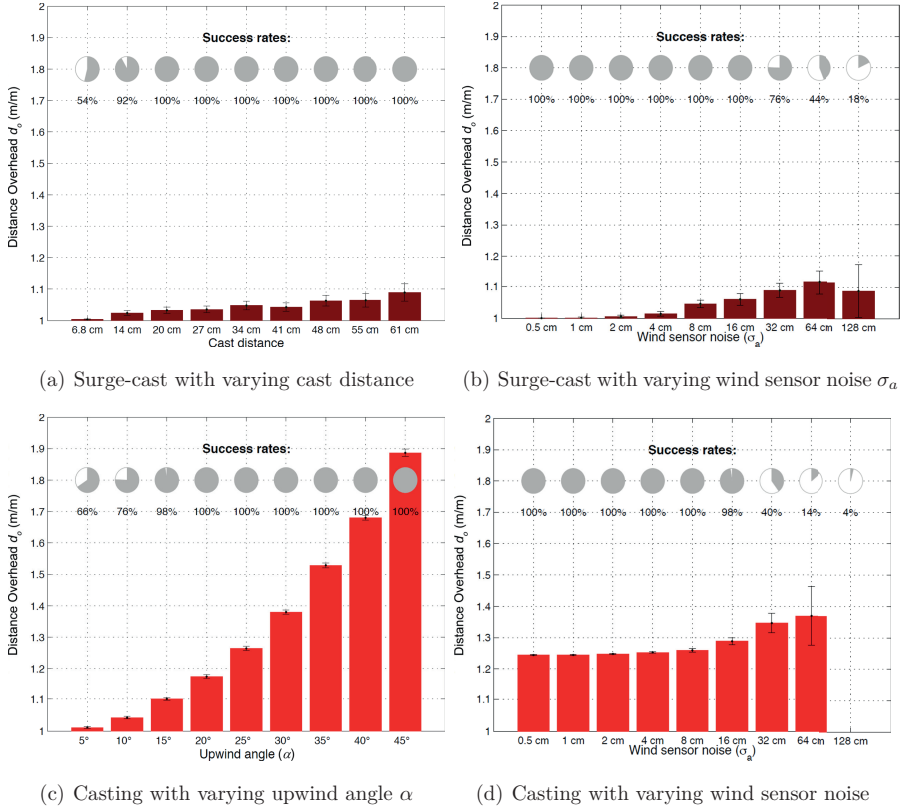 2
1.9
1.8
1.7
1.6
1.5
1.4
1.3
1.2
1.1
1
Distance Overhead d_o (m/m)
Success rates:
54% 92% 100% 100% 100% 100% 100% 100% 100%
6.8 cm 14 cm 20 cm 27 cm 34 cm 41 cm 48 cm 55 cm 61 cm
Cast distance
(a) Surge-cast with varying cast distance
2
1.9
1.8
1.7
1.6
1.5
1.4
1.3
1.2
1.1
1
Distance Overhead d_o (m/m)
Success rates:
100% 100% 100% 100% 100% 100% 76% 44% 18%
0.5 cm 1 cm 2 cm 4 cm 8 cm 16 cm 32 cm 64 cm 128 cm
Wind sensor noise (σ_a)
(b) Surge-cast with varying wind sensor noise σ_a
2
1.9
1.8
1.7
1.6
1.5
1.4
1.3
1.2
1.1
1
Distance Overhead d_o (m/m)
Success rates:
66% 76% 98% 100% 100% 100% 100% 100% 100%
5° 10° 15° 20° 25° 30° 35° 40° 45°
Upwind angle (α)
(c) Casting with varying upwind angle α
2
1.9
1.8
1.7
1.6
1.5
1.4
1.3
1.2
1.1
1
Distance Overhead d_o (m/m)
Success rates:
100% 100% 100% 100% 100% 98% 40% 14% 4%
0.5 cm 1 cm 2 cm 4 cm 8 cm 16 cm 32 cm 64 cm 128 cm
Wind sensor noise (σ_a)
(d) Casting with varying wind sensor noise